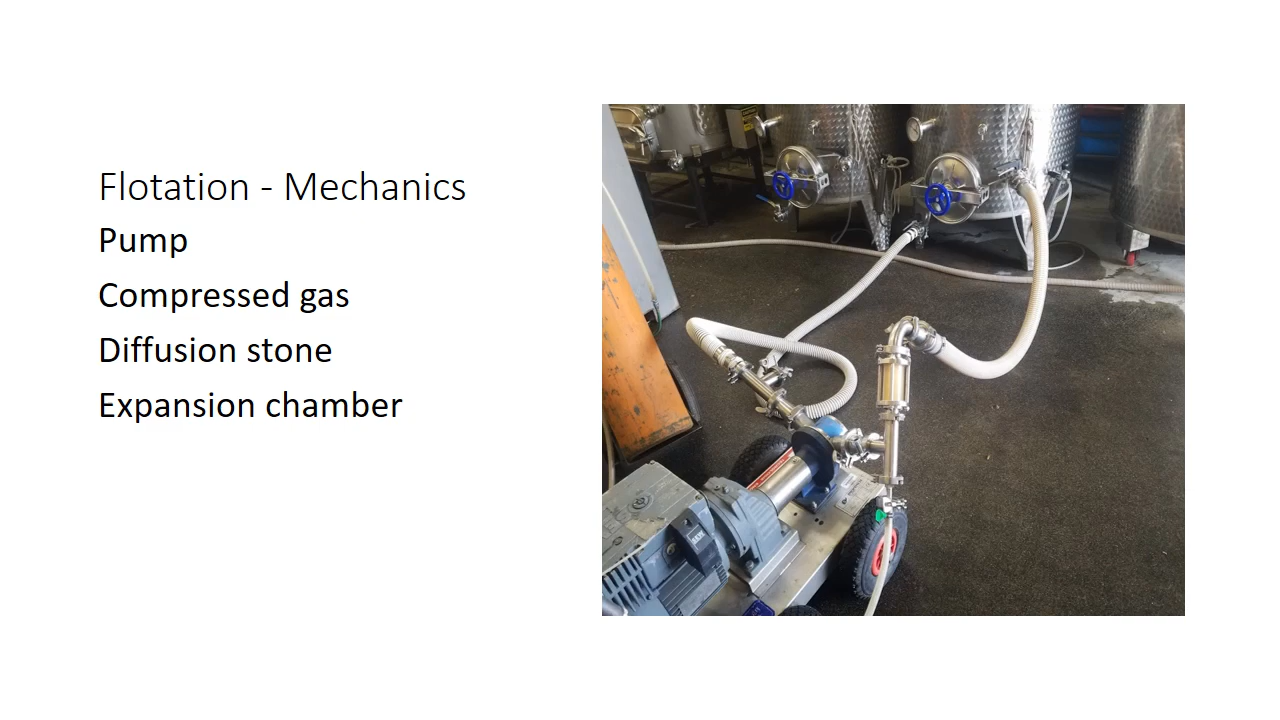 Flotation - Mechanics
Pump
Compressed gas
Diffusion stone
Expansion chamber